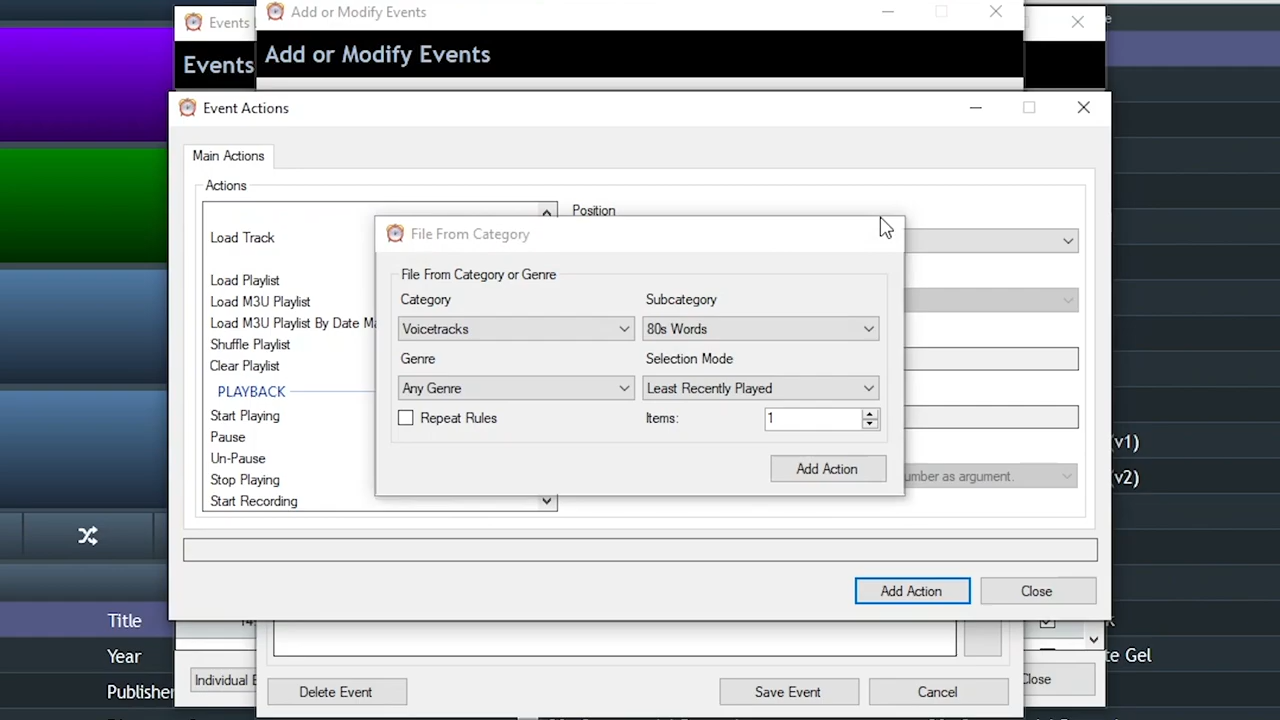 Events
Add or Modify Events
Events
Add or Modify Events
Event Actions
Main Actions
Actions
Position
Load Track
Load Playlist
Load M3U Playlist
Load M3U Playlist By Date Ma
Shuffle Playlist
Clear Playlist
PLAYBACK
Start Playing
Pause
Un-Pause
Stop Playing
Start Recording
File From Category
File From Category or Genre
Category
Subcategory
Voicetracks
80s Words
Genre
Selection Mode
Any Genre
Least Recently Played
Repeat Rules
Items:
1
Add Action
umber as argument.
(v1)
(v2)
Add Action
Close
Title
Year
te Gel
Publisher
Individual E
Delete Event
Save Event
Cancel
Close